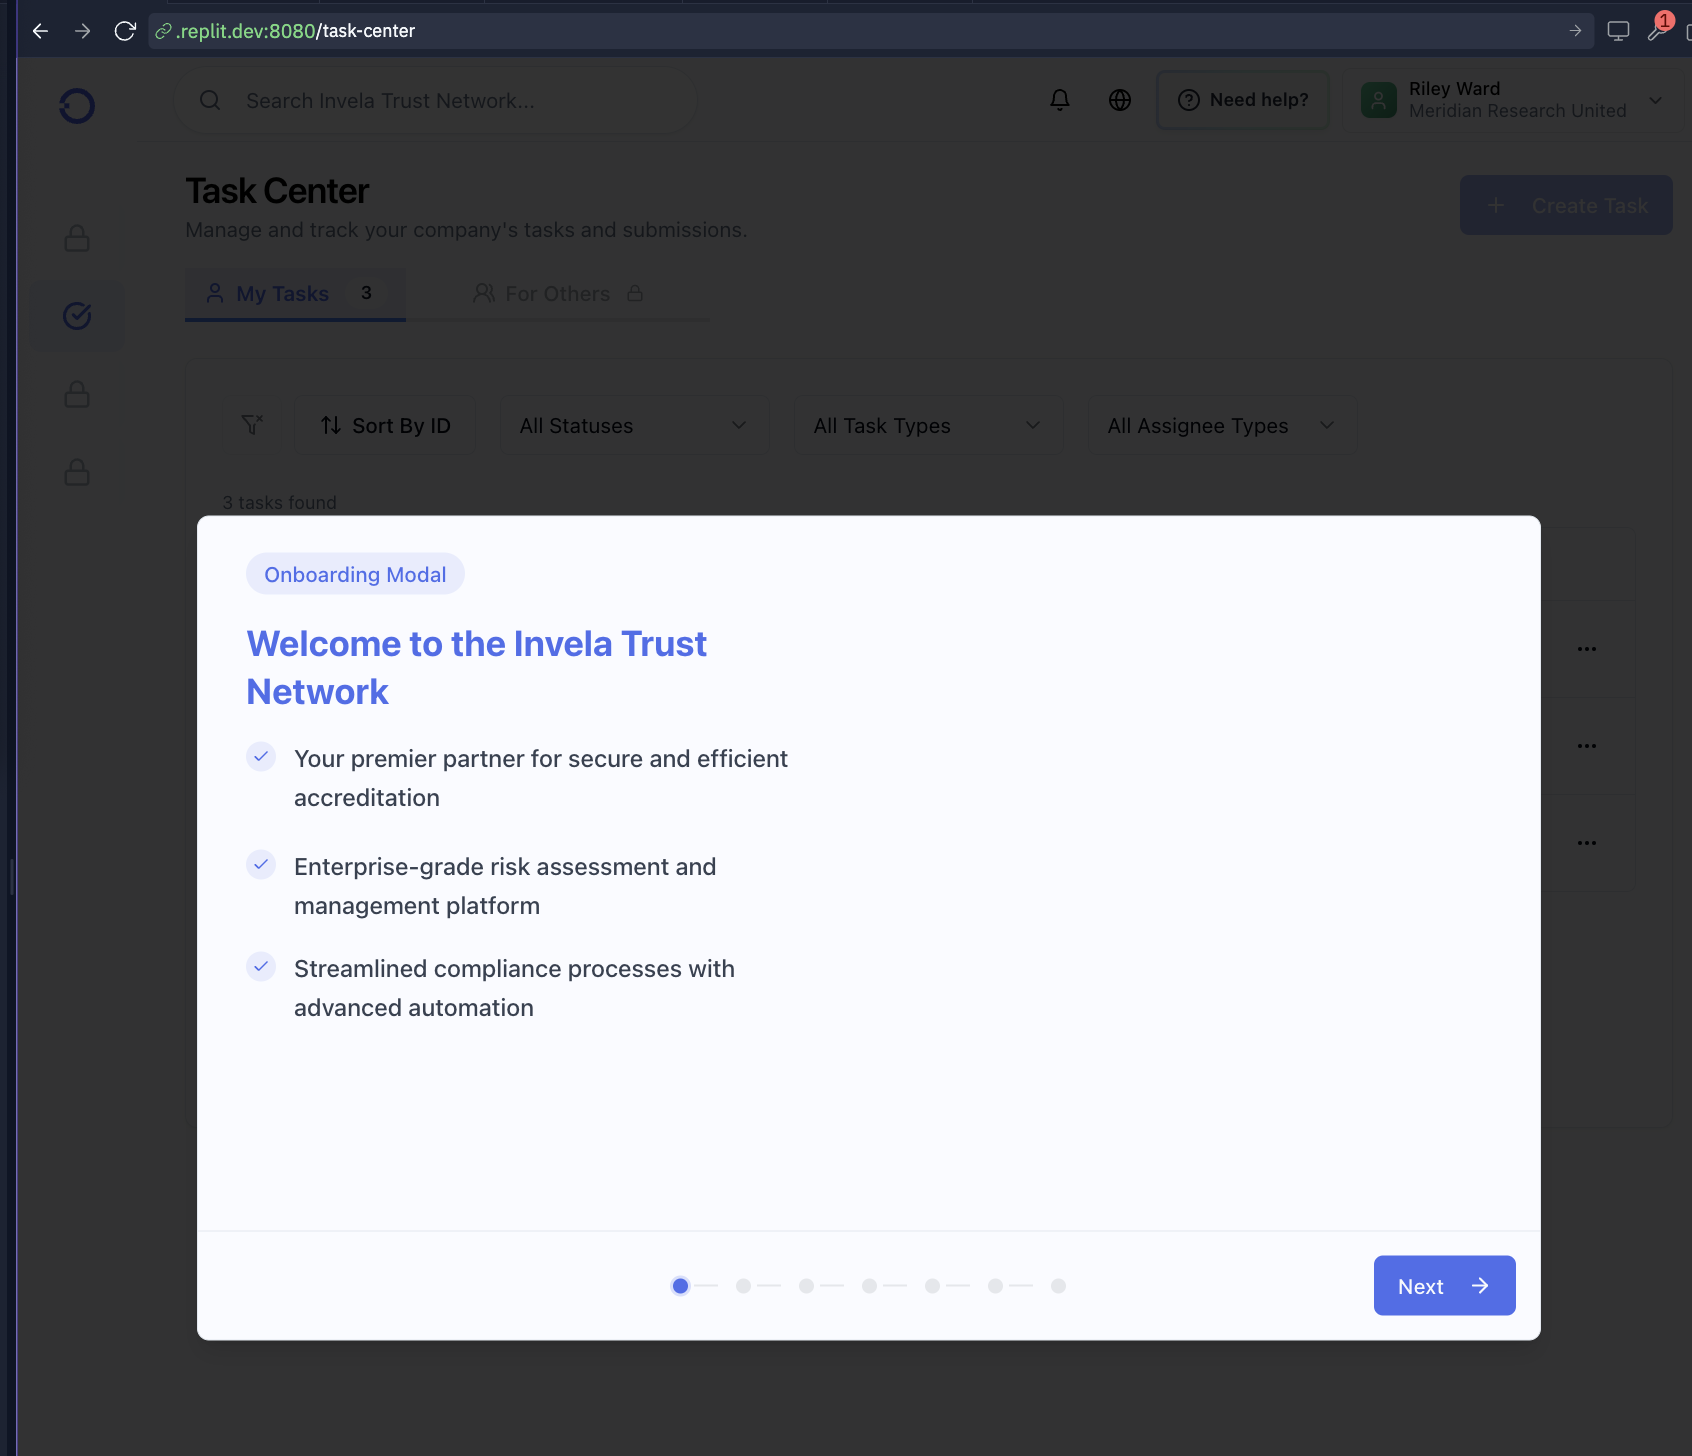 .replit.dev:8080/task-center
1
Search Invela Trust Network...
Need help?
Riley Ward
Meridian Research United
Task Center
Manage and track your company's tasks and submissions.
Create Task
My Tasks 3
For Others
Sort By ID
All Statuses
All Task Types
All Assignee Types
3 tasks found
Onboarding Modal
Welcome to the Invela Trust
Network
Your premier partner for secure and efficient
accreditation
Enterprise-grade risk assessment and
management platform
Streamlined compliance processes with
advanced automation
Next